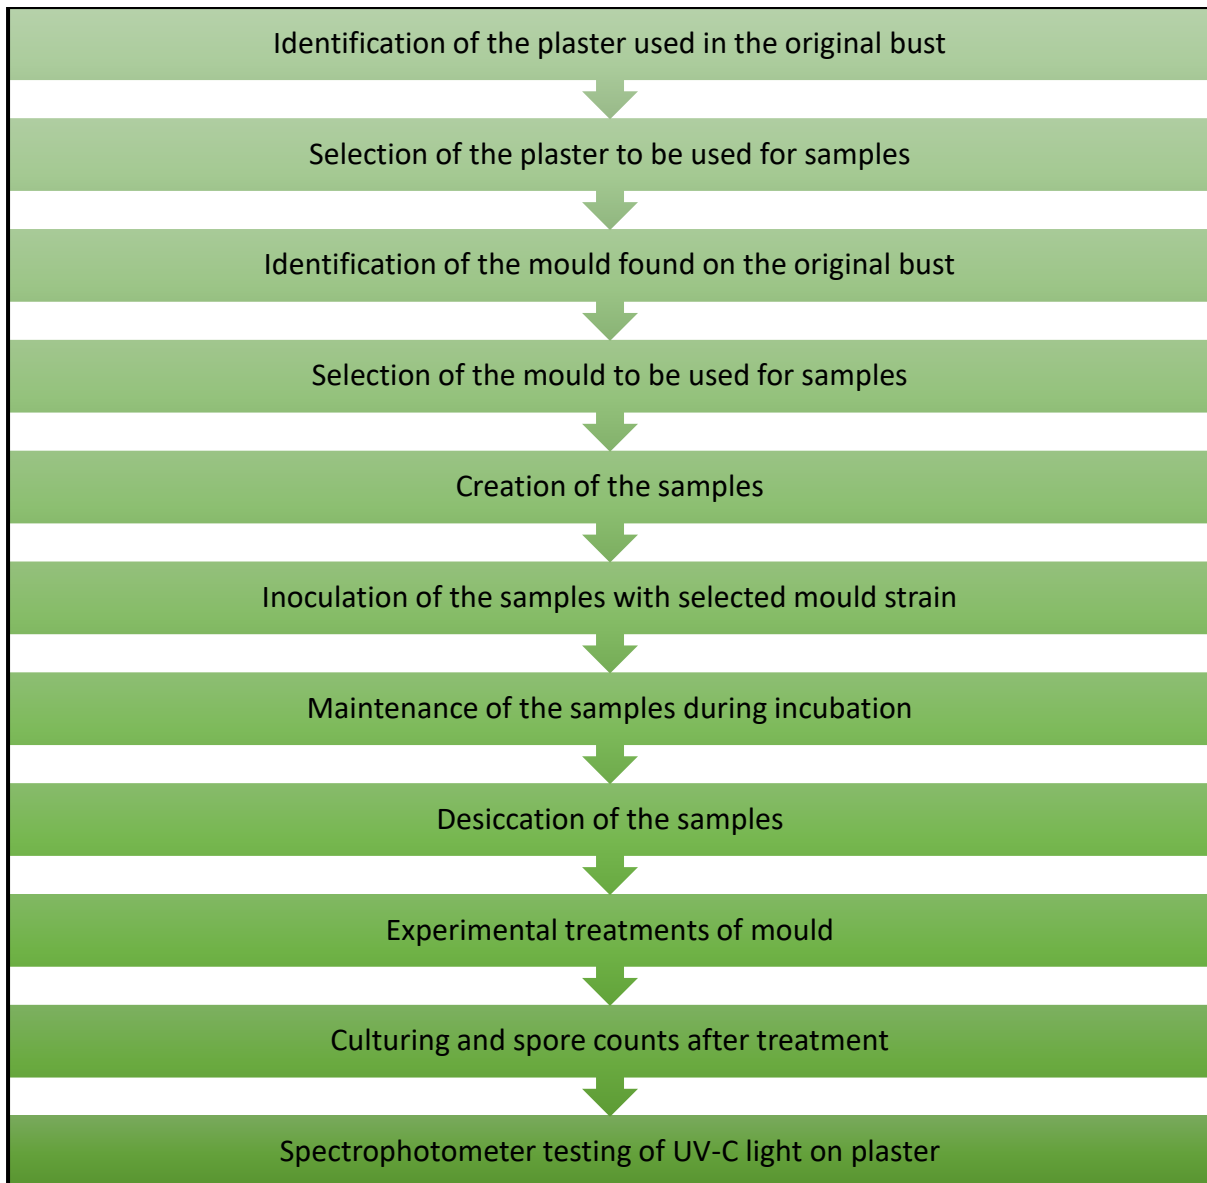 Identification of the plaster used in the original bust
Selection of the plaster to be used for samples
Identification of the mould found on the original bust
Selection of the mould to be used for samples
Creation of the samples
Inoculation of the samples with selected mould strain
Maintenance of the samples during incubation
Desiccation of the samples
Experimental treatments of mould
Culturing and spore counts after treatment
Spectrophotometer testing of UV-C light on plaster